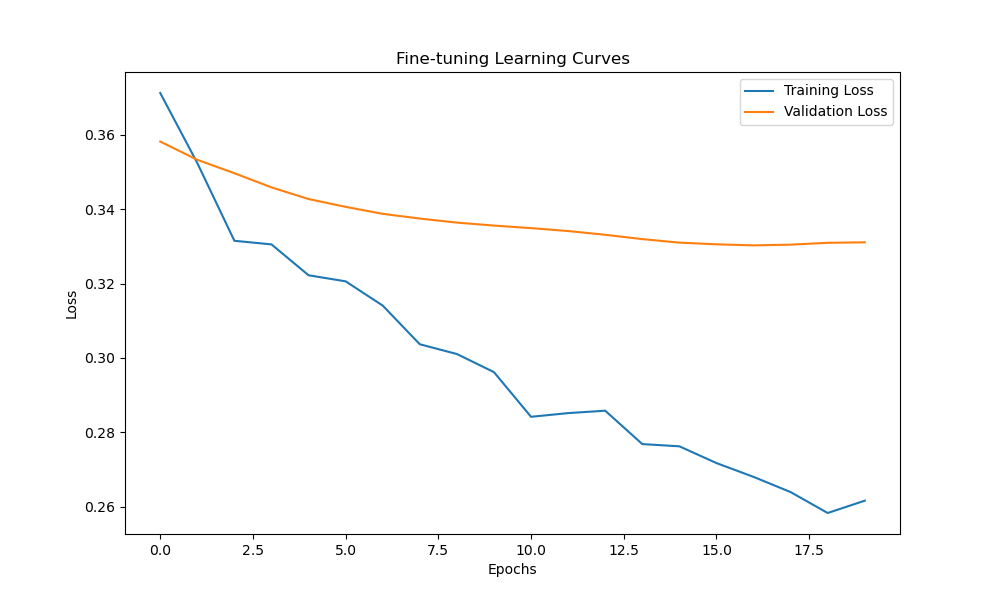 Fine-tuning Learning Curves
Training Loss
Validation Loss
Loss
0.36
0.34
0.32
0.30
0.28
0.26
0.0 2.5 5.0 7.5 10.0 12.5 15.0 17.5
Epochs